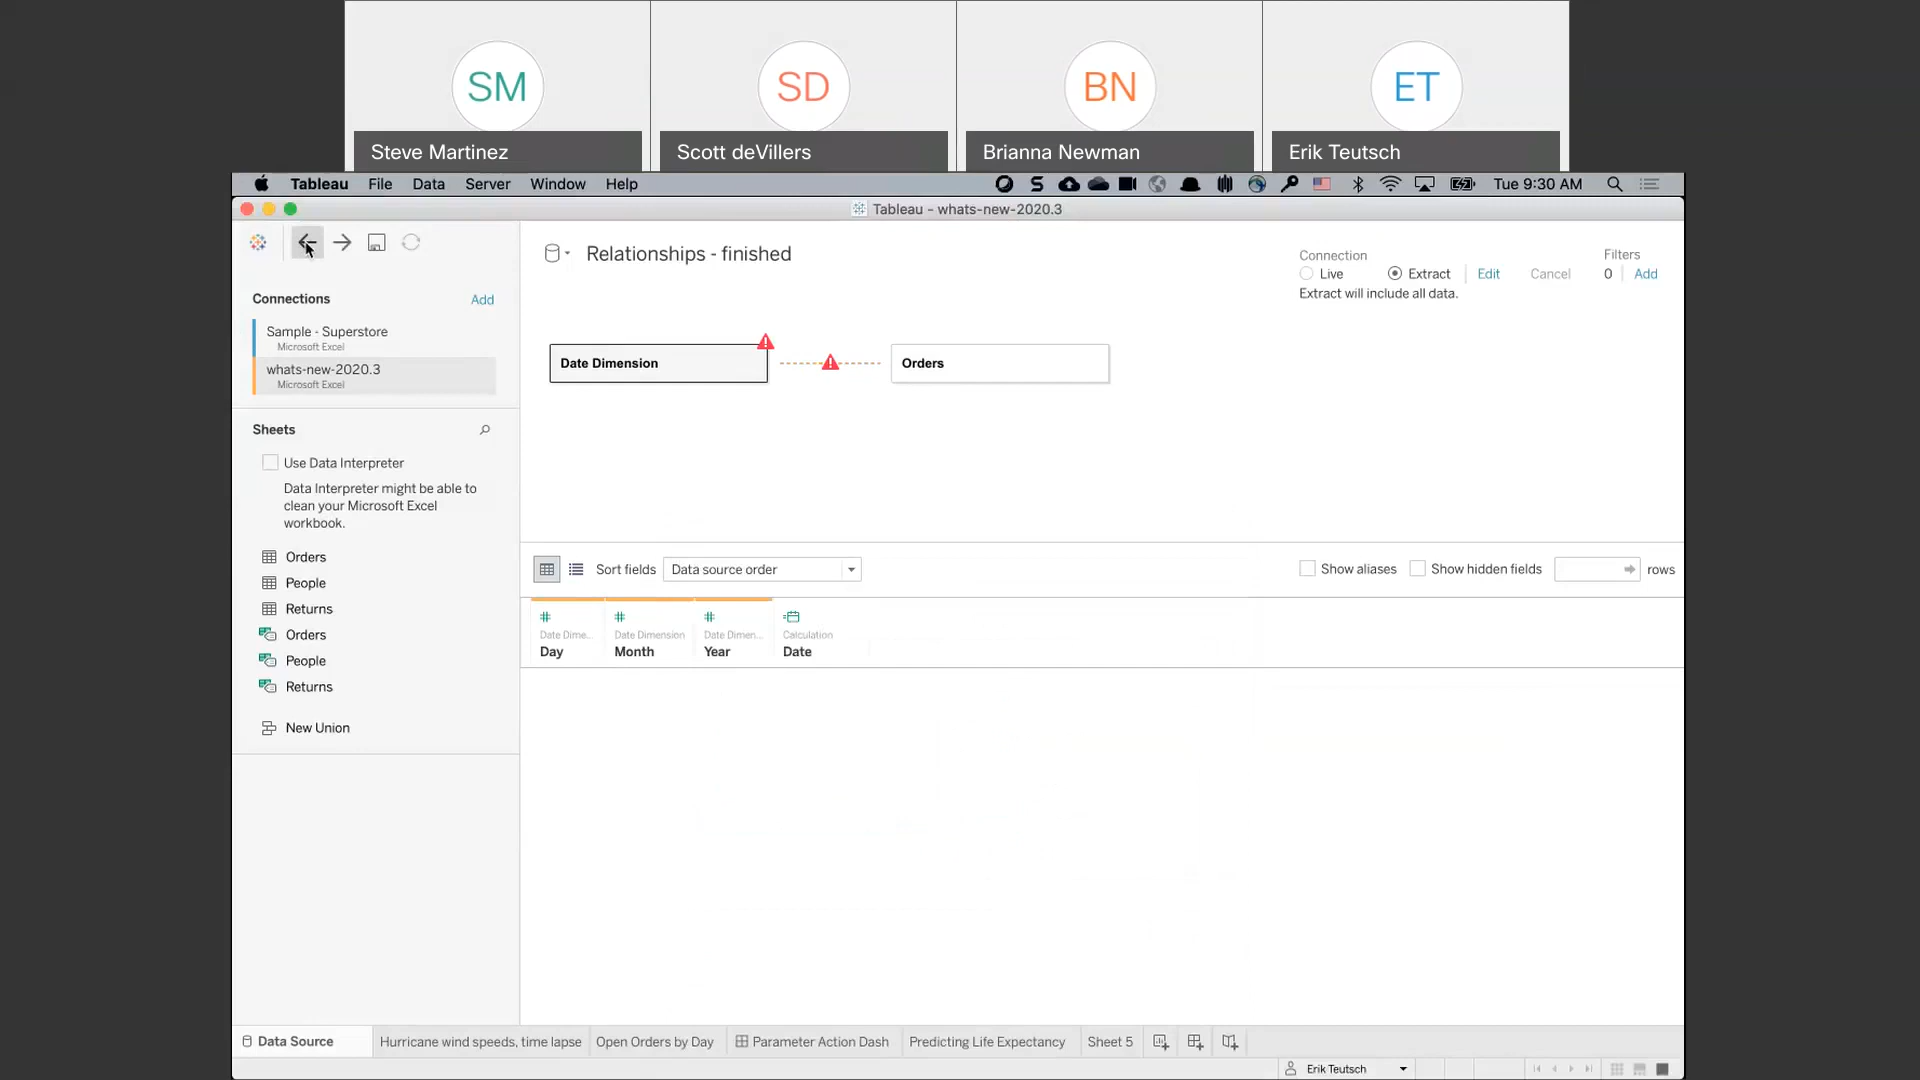 SM
SD
BN
ET
Steve Martinez
Scott deVillers
Brianna Newman
Erik Teutsch
Tableau File Data Server Window Help
Tue 9:30 AM
Tableau - whats-new-2020.3
Relationships - finished
Connection
Live
Extract
Edit
Cancel
Extract will include all data.
Filters
0
Add
Connections
Add
Sample - Superstore
Microsoft Excel
whats-new-2020.3
Microsoft Excel
Date Dimension
Orders
Sheets
Use Data Interpreter
Data Interpreter might be able to
clean your Microsoft Excel
workbook.
Orders
People
Returns
Orders
People
Returns
New Union
Sort fields
Data source order
Show aliases
Show hidden fields
rows
Date Dime...
Day
Date Dimension
Month
Date Dimen...
Year
Calculation
Date
Data Source
Hurricane wind speeds, time lapse
Open Orders by Day
Parameter Action Dash
Predicting Life Expectancy
Sheet 5
Erik Teutsch